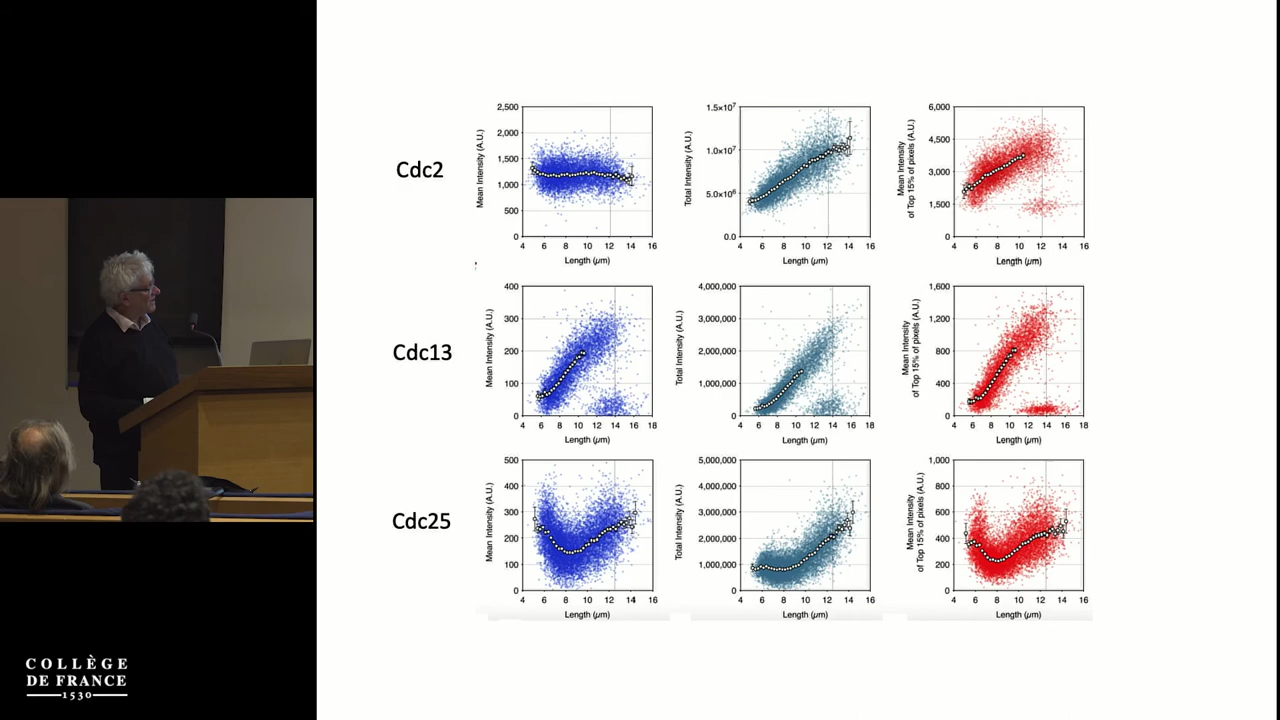 Cdc2
Mean Intensity (A.U.)
2,500
2,000
1,500
1,000
500
0
4 6 8 10 12 14 16
Length (µm)
Total Intensity (A.U.)
1.5×10⁷
1.0×10⁷
5.0×10⁶
0.0
4 6 8 10 12 14 16
Length (µm)
Mean Intensity
of Top 15% of pixels (A.U.)
6,000
4,500
3,000
1,500
0
4 6 8 10 12 14 16
Length (µm)
Cdc13
Mean Intensity (A.U.)
400
300
200
100
0
4 6 8 10 12 14 16 18
Length (µm)
Total Intensity (A.U.)
4,000,000
3,000,000
2,000,000
1,000,000
0
4 6 8 10 12 14 16 18
Length (µm)
Mean Intensity
of Top 15% of pixels (A.U.)
1,600
1,200
800
400
0
4 6 8 10 12 14 16 18
Length (µm)
Cdc25
Mean Intensity (A.U.)
500
400
300
200
100
0
4 6 8 10 12 14 16
Length (µm)
Total Intensity (A.U.)
5,000,000
4,000,000
3,000,000
2,000,000
1,000,000
0
4 6 8 10 12 14 16
Length (µm)
Mean Intensity
of Top 15% of pixels (A.U.)
1,000
800
600
400
200
0
4 6 8 10 12 14 16
Length (µm)
COLLÈGE
DE FRANCE
1530